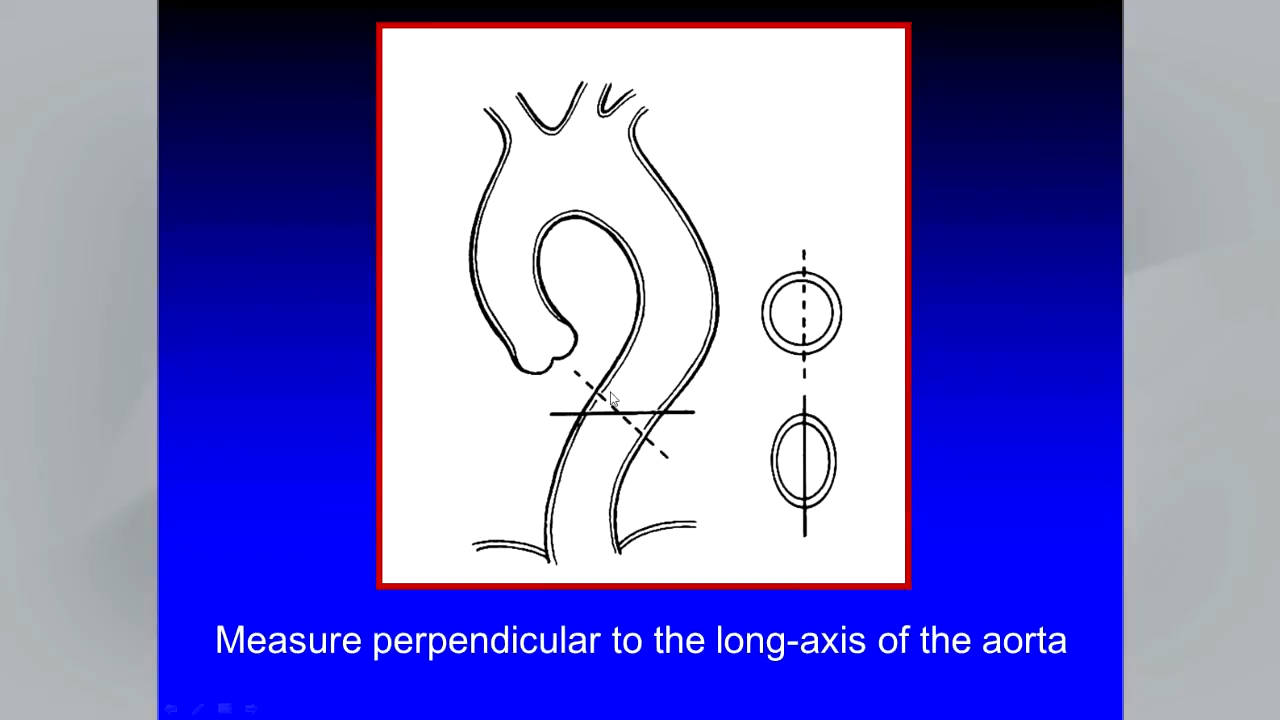 Measure perpendicular to the long-axis of the aorta